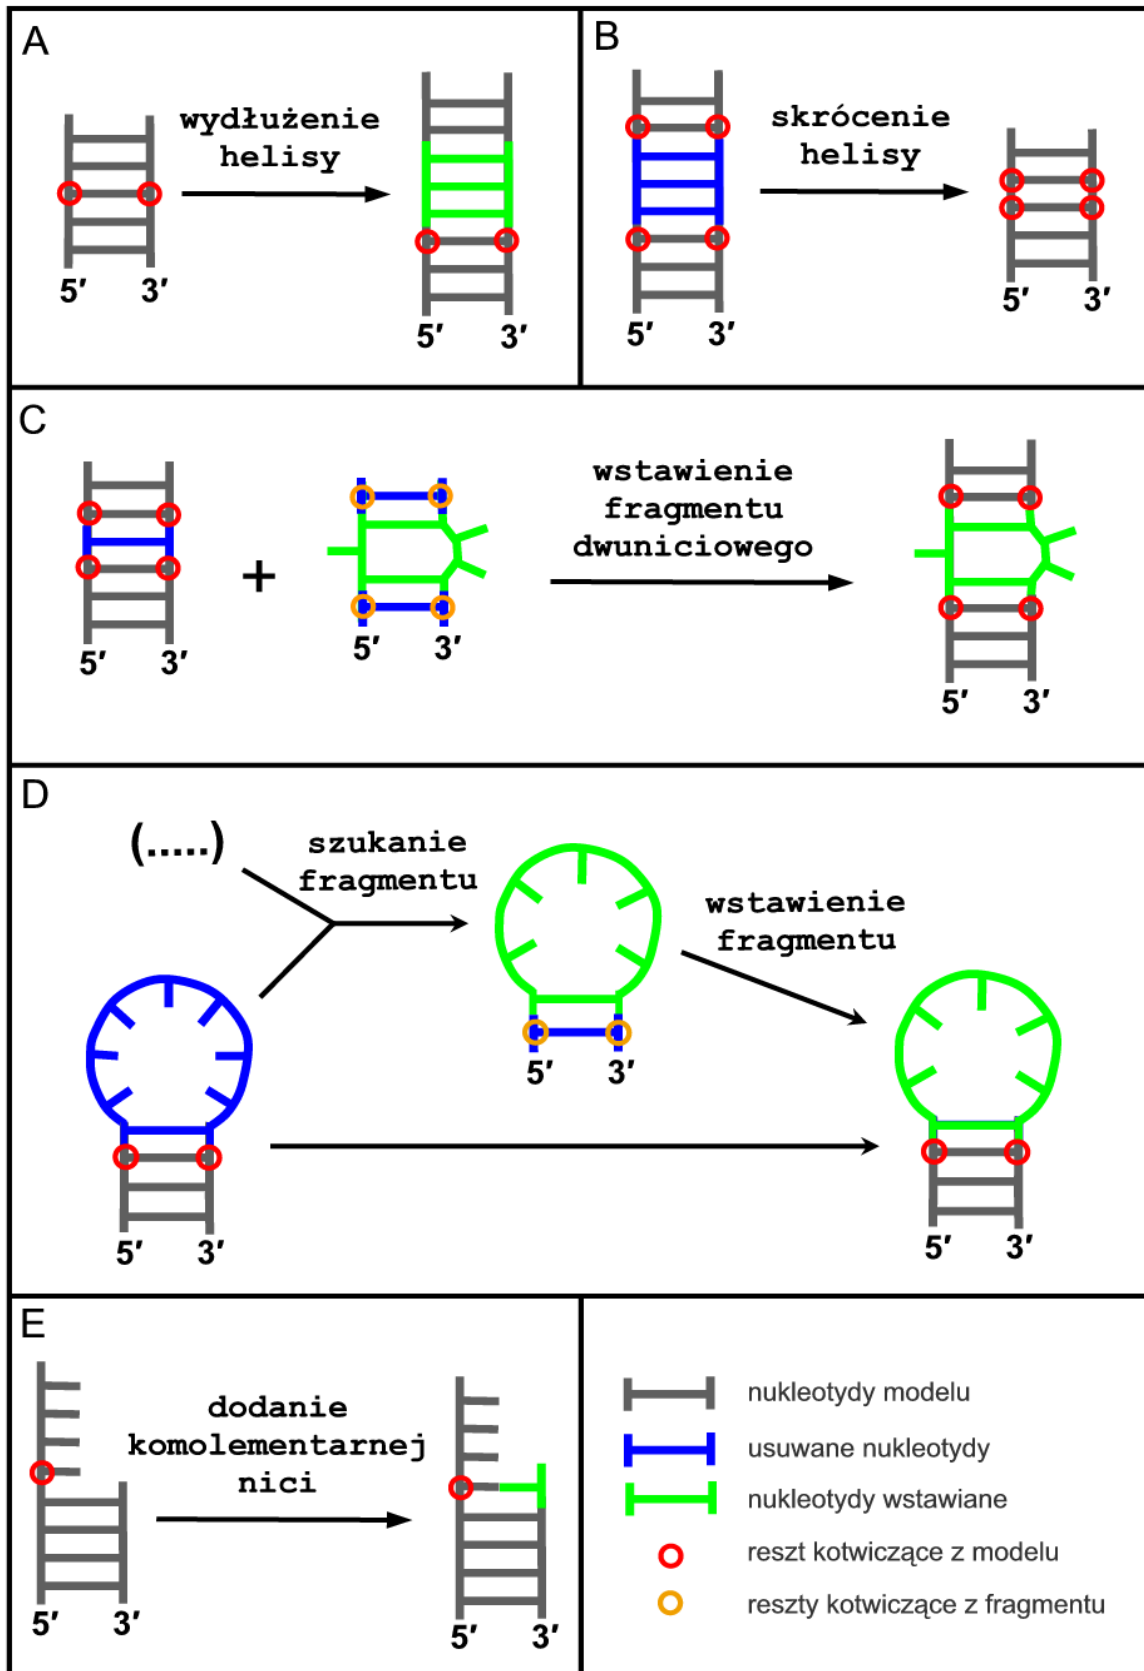 A
wydłużenie
helisy
5′ 3′
5′ 3′
B
skrócenie
helisy
5′ 3′
5′ 3′
C
+
wstawienie
fragmentu
dwuniciowego
5′ 3′
5′ 3′
5′ 3′
D
(.....)
szukanie
fragmentu
wstawienie
fragmentu
5′ 3′
5′ 3′
5′ 3′
E
dodanie
komolementarnej
nici
5′ 3′
5′ 3′
nukleotydy modelu
usuwane nukleotydy
nukleotydy wstawiane
reszt kotwiczące z modelu
reszty kotwiczące z fragmentu